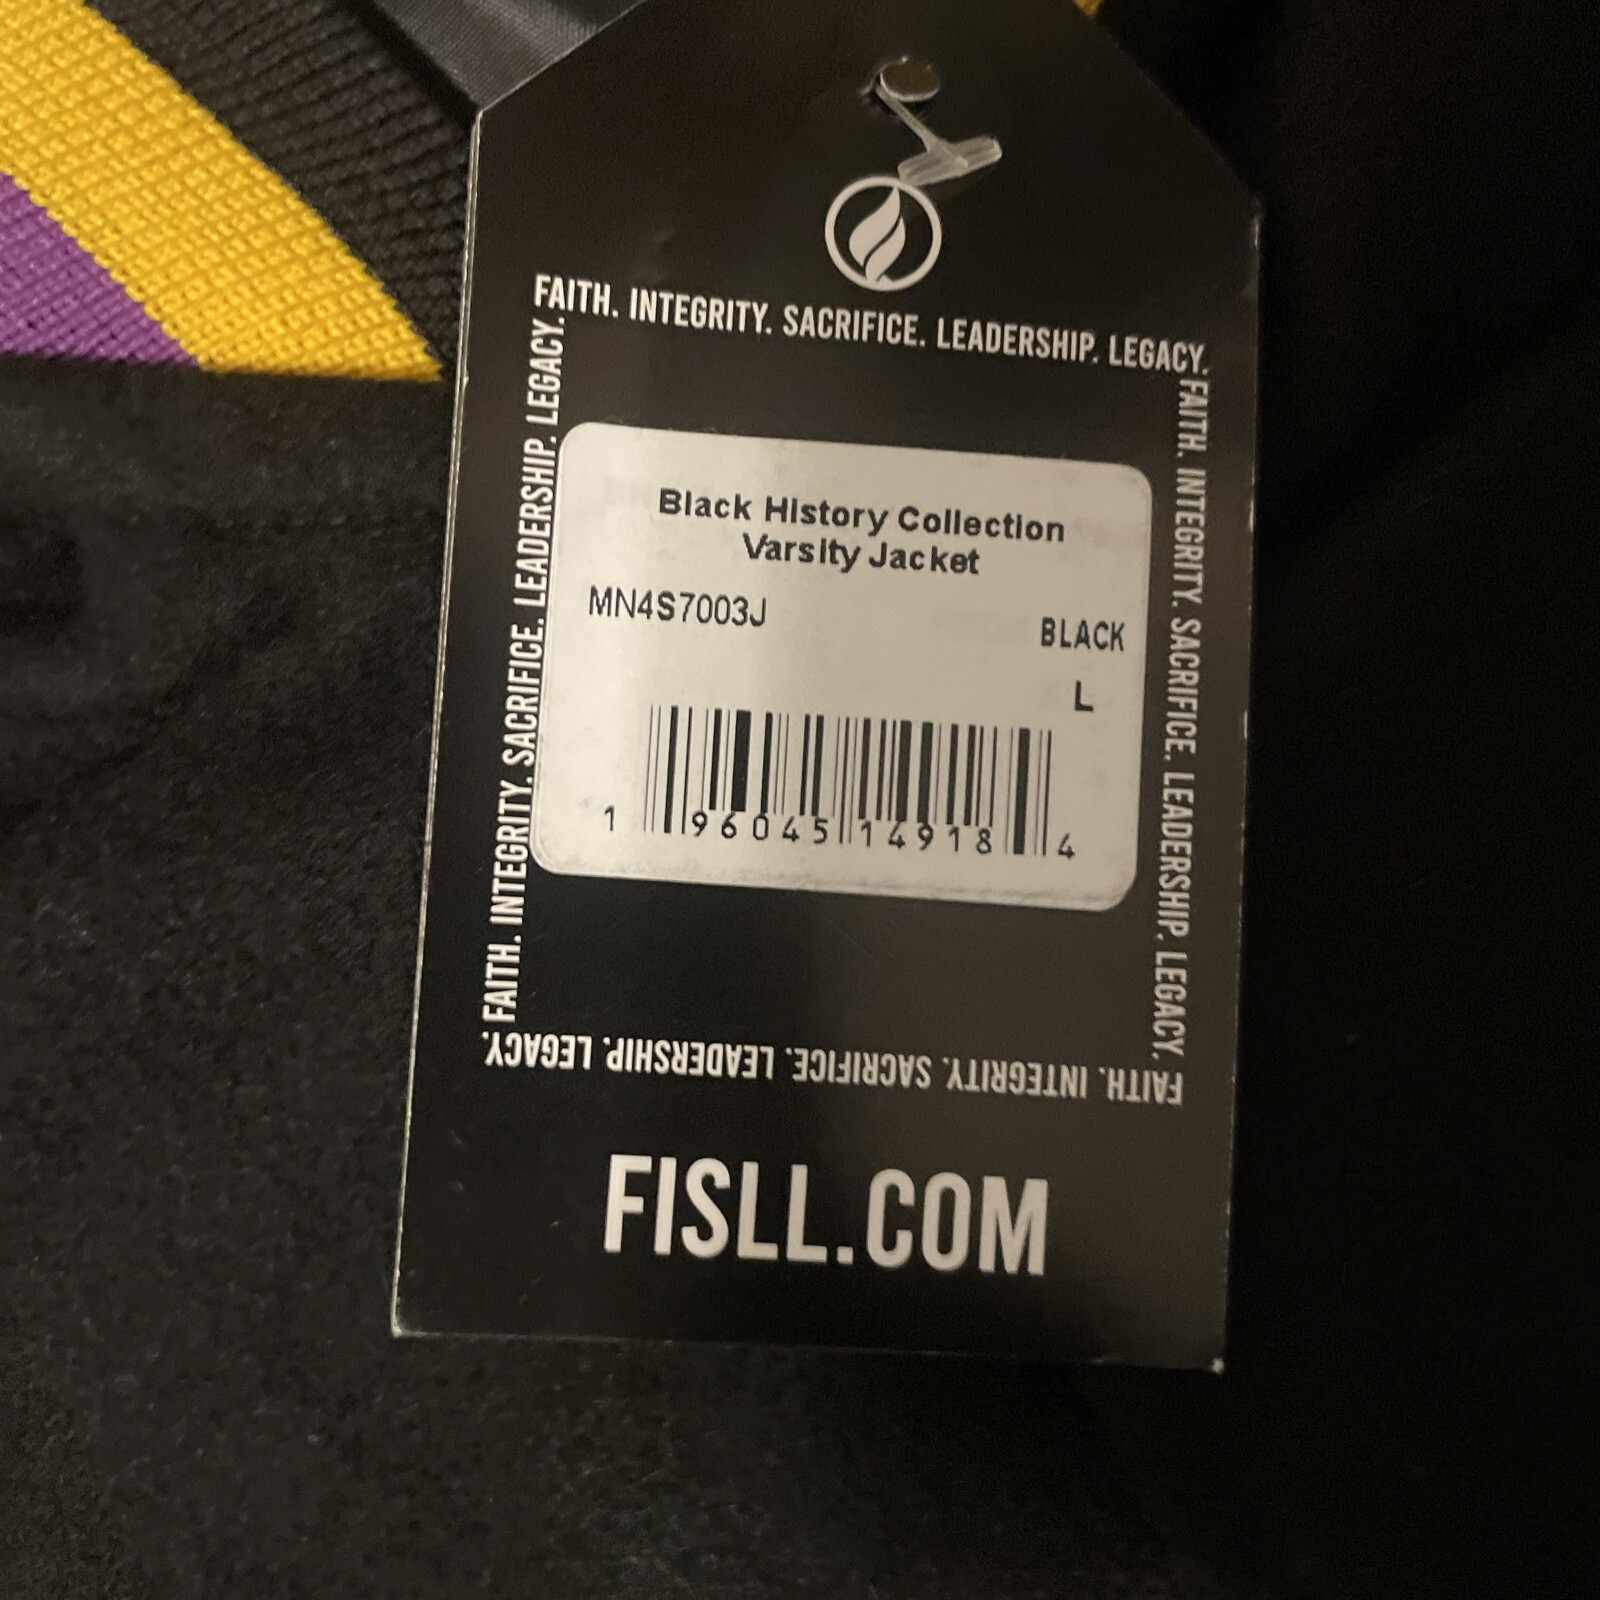 FAITH. INTEGRITY. SACRIFICE. LEADERSHIP. LEGACY.
FAITH. INTEGRITY. SACRIFICE. LEADERSHIP. LEGACY.
FAITH. INTEGRITY. SACRIFICE. LEADERSHIP. LEGACY.
Black History Collection
Varsity Jacket
MN4S7003J
BLACK
L
1 96045 14918 4
FAITH. INTEGRITY. SACRIFICE. LEADERSHIP. LEGACY.
FISLL.COM